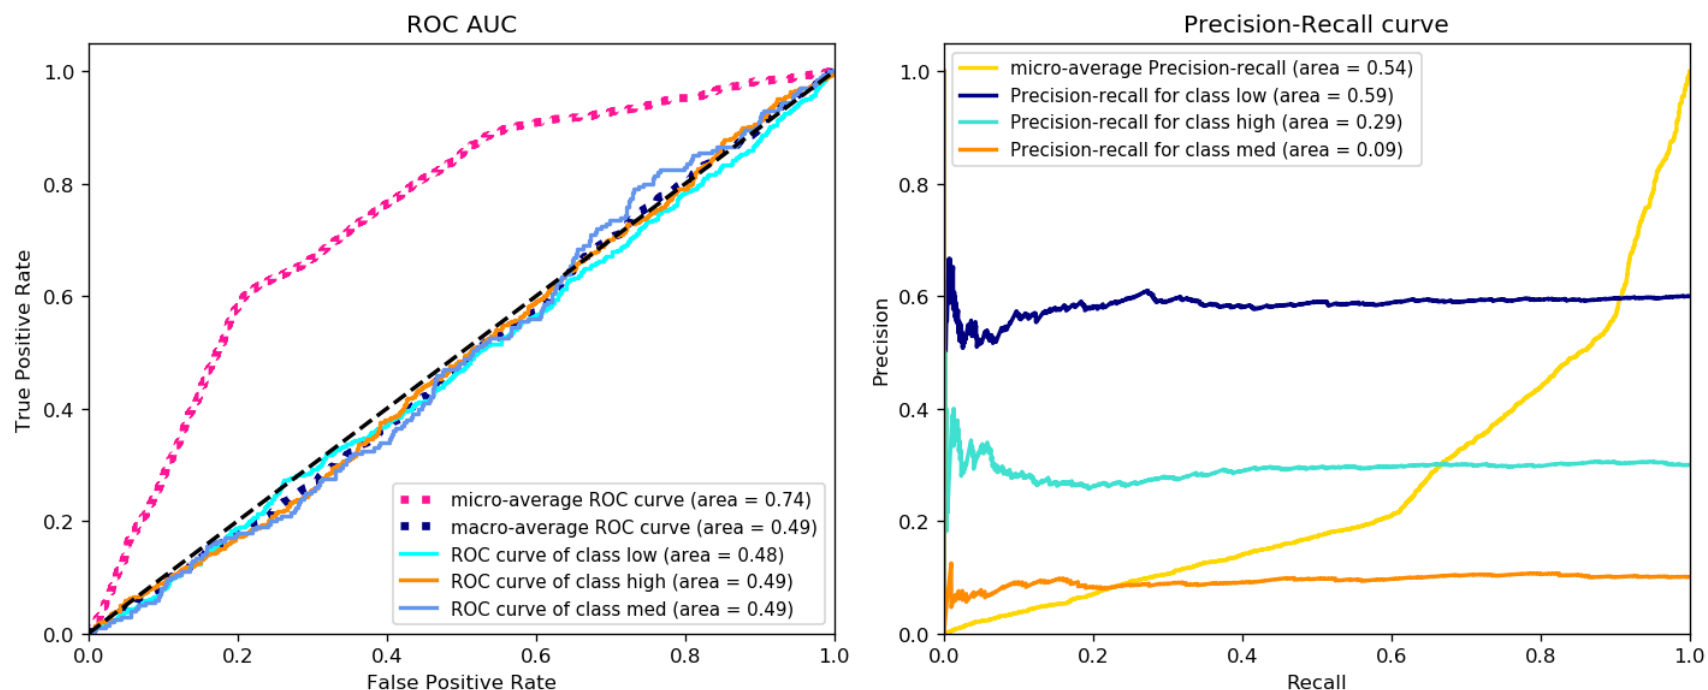 ROC AUC
1.0
0.8
0.6
0.4
0.2
0.0
True Positive Rate
micro-average ROC curve (area = 0.74)
macro-average ROC curve (area = 0.49)
ROC curve of class low (area = 0.48)
ROC curve of class high (area = 0.49)
ROC curve of class med (area = 0.49)
0.0 0.2 0.4 0.6 0.8 1.0
False Positive Rate
Precision-Recall curve
1.0
0.8
0.6
0.4
0.2
0.0
Precision
micro-average Precision-recall (area = 0.54)
Precision-recall for class low (area = 0.59)
Precision-recall for class high (area = 0.29)
Precision-recall for class med (area = 0.09)
0.0 0.2 0.4 0.6 0.8 1.0
Recall